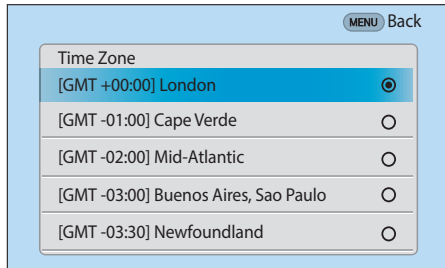 MENU Back
Time Zone
[GMT +00:00] London
[GMT -01:00] Cape Verde
[GMT -02:00] Mid-Atlantic
[GMT -03:00] Buenos Aires, Sao Paulo
[GMT -03:30] Newfoundland